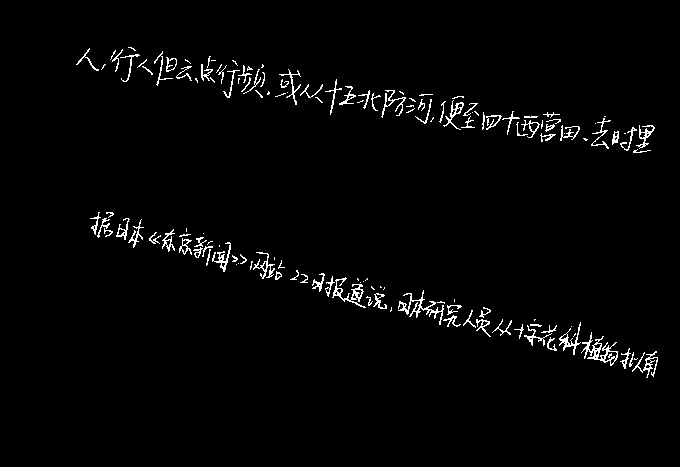 人,行人但云点行频.或从十五北防河,便至四十西营田、去时里
据日本《东京新闻》网站22日报道说,日本研究人员从十字花科植物拟南